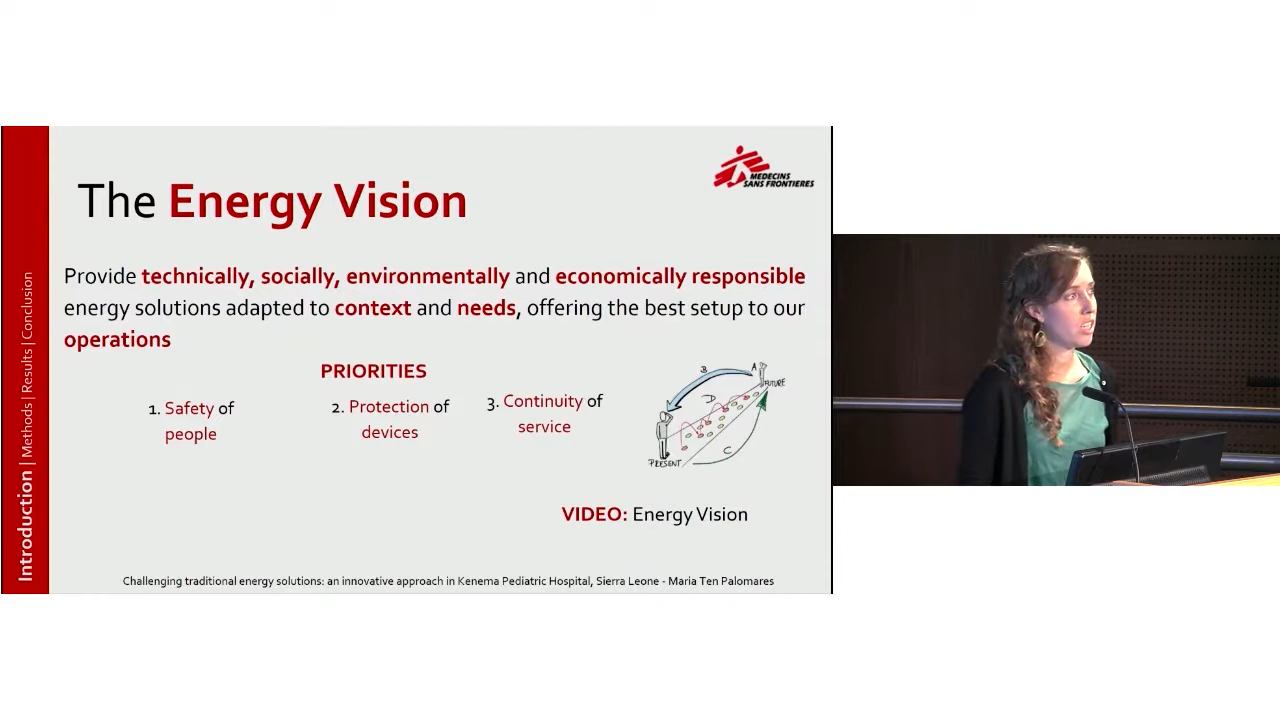 MEDECINS
SANS FRONTIERES
The Energy Vision
Provide technically, socially, environmentally and economically responsible
energy solutions adapted to context and needs, offering the best setup to our
operations
PRIORITIES
1. Safety of
people
2. Protection of
devices
3. Continuity of
service
B
A
FUTURE
D
C
PRESENT
VIDEO: Energy Vision
Introduction | Methods | Results | Conclusion
Challenging traditional energy solutions: an innovative approach in Kenema Pediatric Hospital, Sierra Leone - Maria Ten Palomares